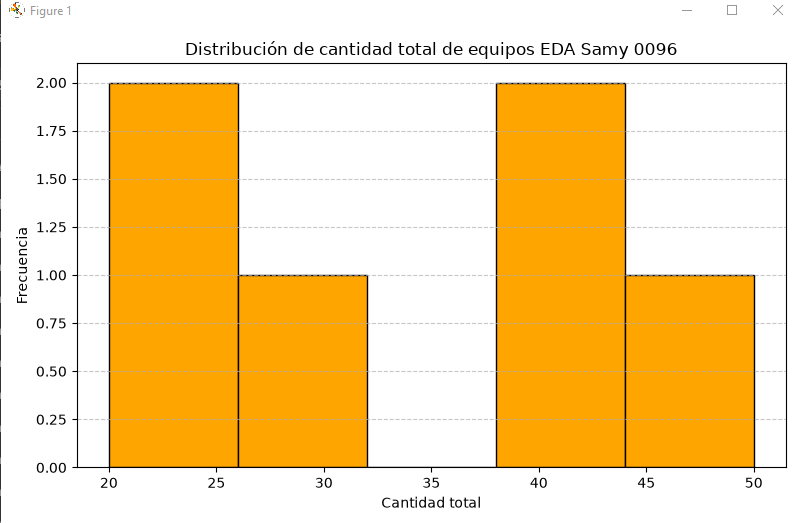 Figure 1
Distribución de cantidad total de equipos EDA Samy 0096
2.00
1.75
1.50
1.25
1.00
0.75
0.50
0.25
0.00
Frecuencia
20 25 30 35 40 45 50
Cantidad total